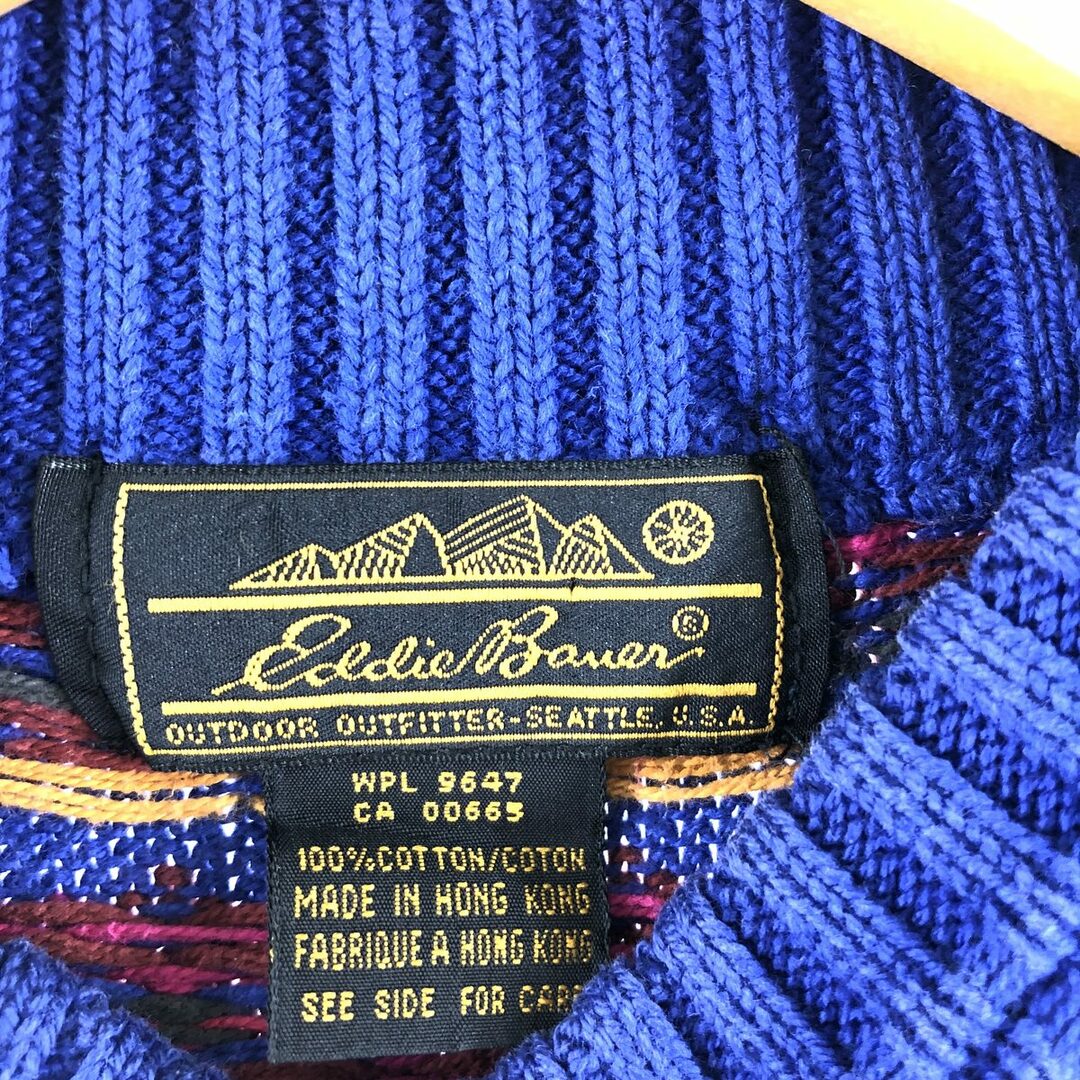 Eddie Bauer®
OUTDOOR OUTFITTER-SEATTLE, U.S.A.
WPL 9647
CA 00665
100% COTTON/COTON
MADE IN HONG KONG
FABRIQUE A HONG KONG
SEE SIDE FOR CARE